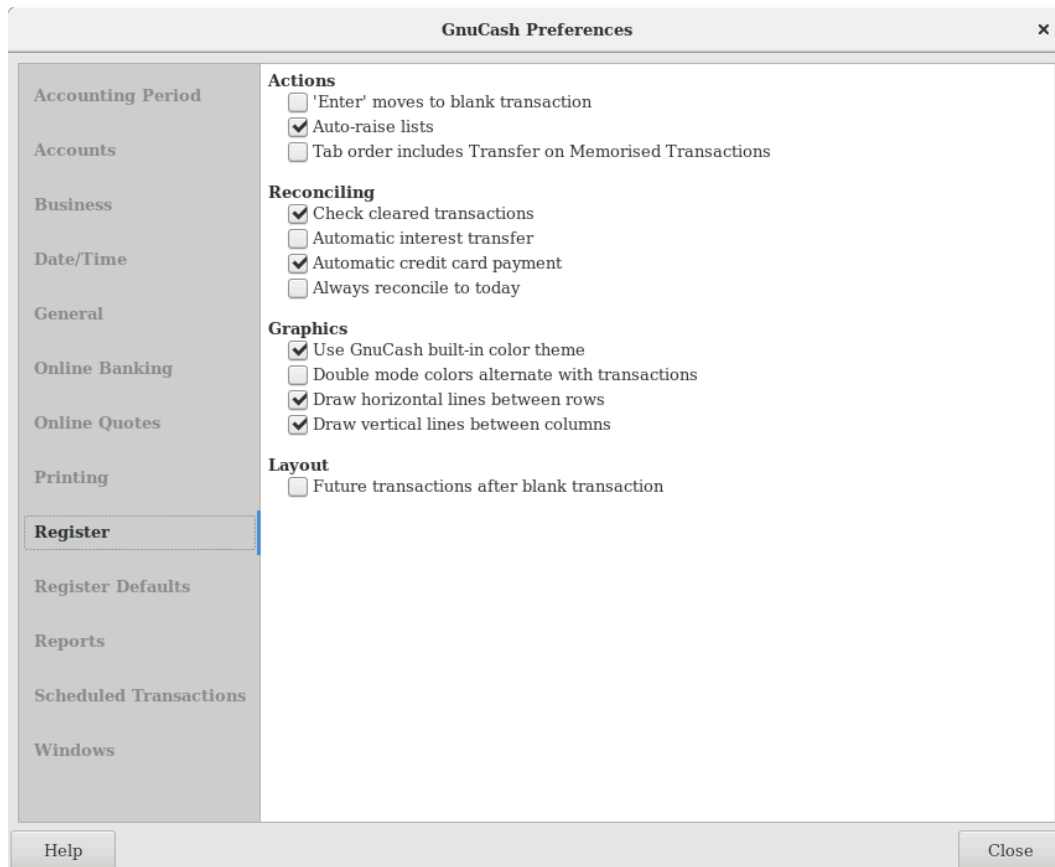 GnuCash Preferences
Accounting Period
Accounts
Business
Date/Time
General
Online Banking
Online Quotes
Printing
Register
Register Defaults
Reports
Scheduled Transactions
Windows
Actions
'Enter' moves to blank transaction
Auto-raise lists
Tab order includes Transfer on Memorised Transactions
Reconciling
Check cleared transactions
Automatic interest transfer
Automatic credit card payment
Always reconcile to today
Graphics
Use GnuCash built-in color theme
Double mode colors alternate with transactions
Draw horizontal lines between rows
Draw vertical lines between columns
Layout
Future transactions after blank transaction
Help
Close